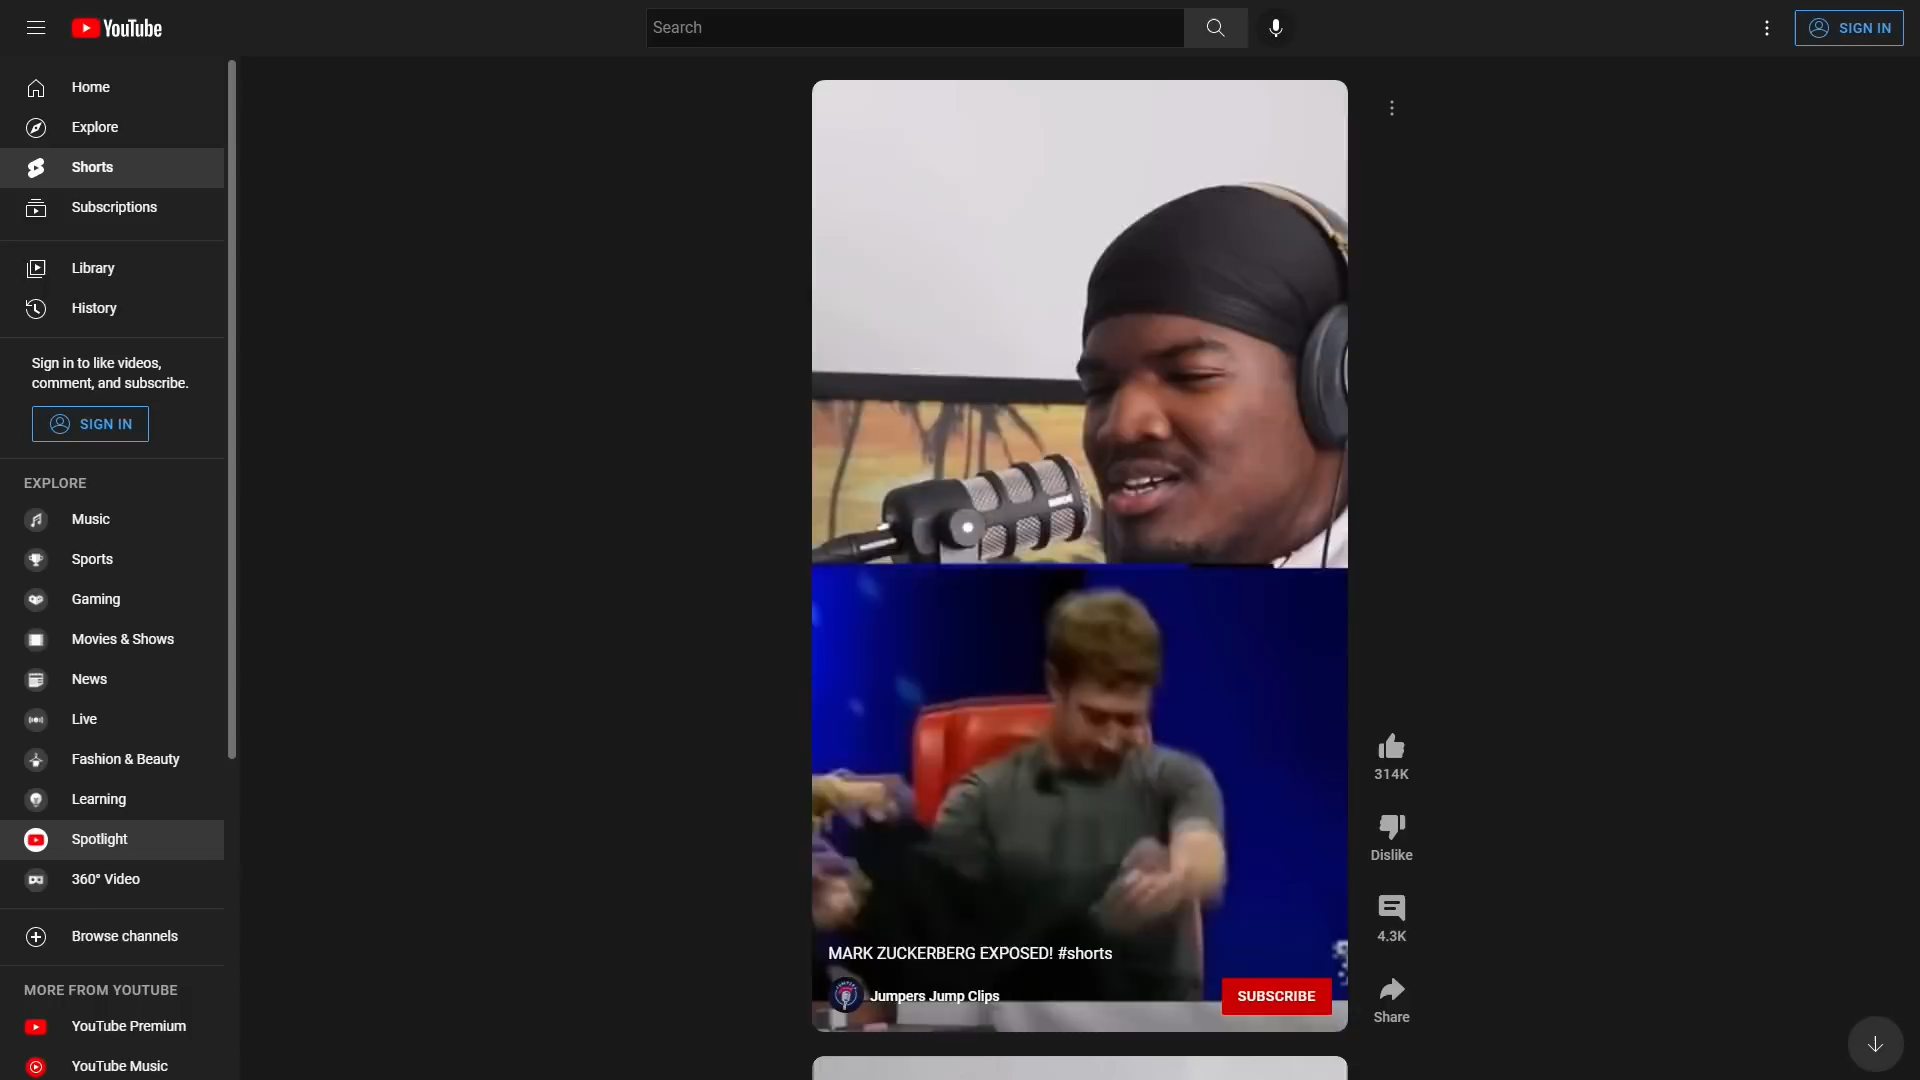 YouTube
Search
SIGN IN
Home
Explore
Shorts
Subscriptions
Library
History
Sign in to like videos,
comment, and subscribe.
SIGN IN
EXPLORE
Music
Sports
Gaming
Movies & Shows
News
Live
Fashion & Beauty
Learning
Spotlight
360° Video
Browse channels
MORE FROM YOUTUBE
YouTube Premium
YouTube Music
MARK ZUCKERBERG EXPOSED! #shorts
Jumpers Jump Clips
SUBSCRIBE
314K
Dislike
4.3K
Share